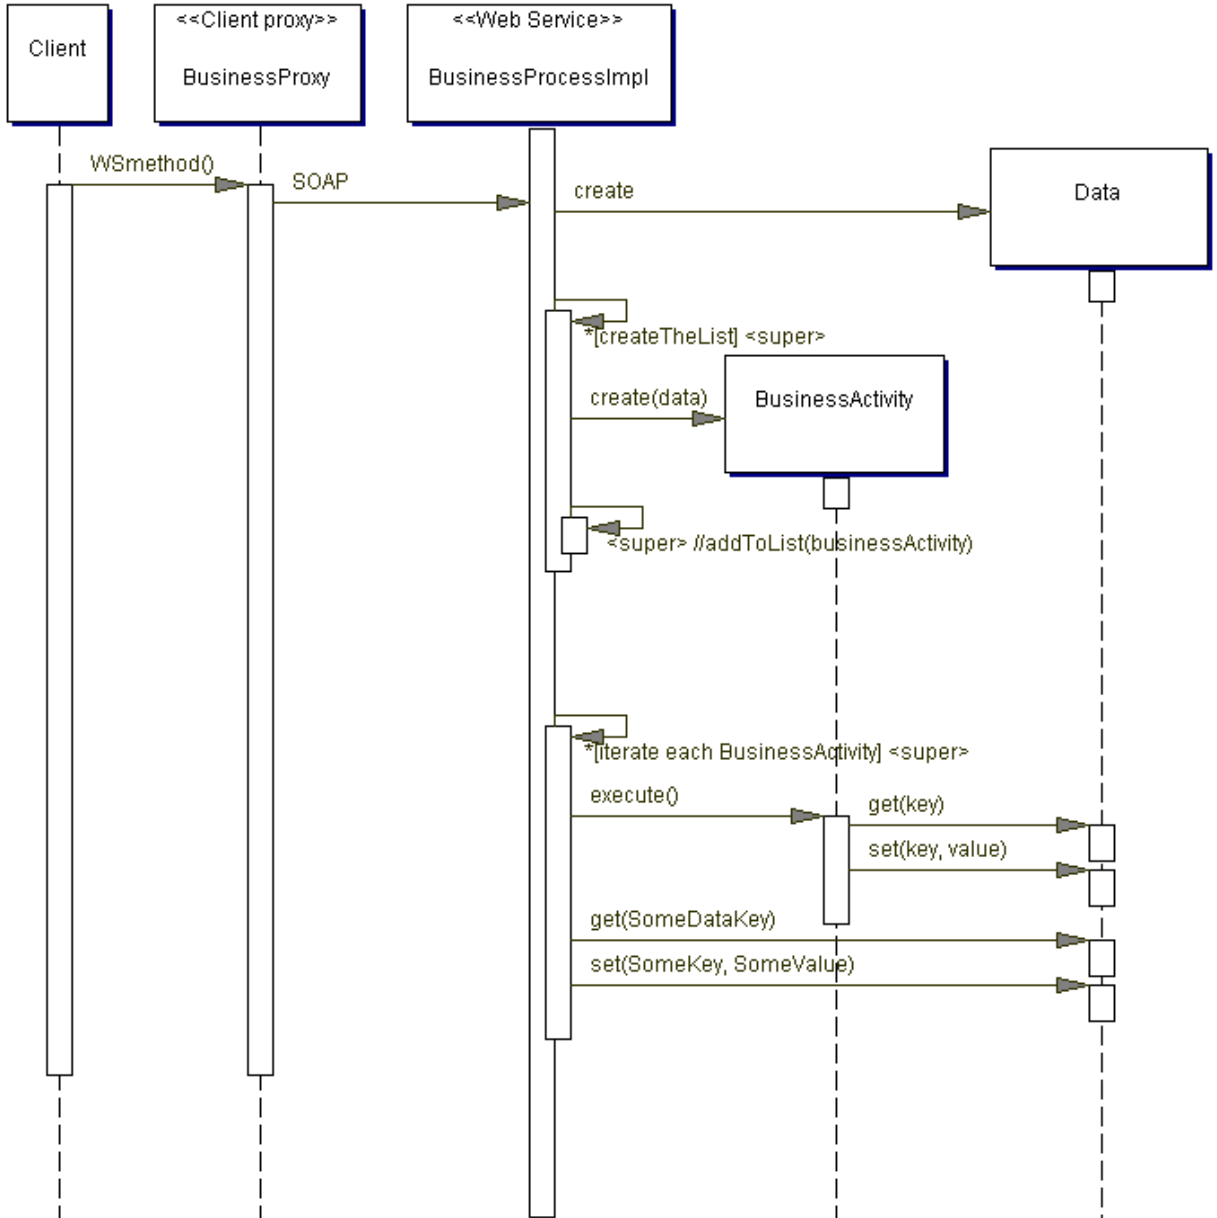 <<Client proxy>>
<<Web Service>>
Client
BusinessProxy
BusinessProcessImpl
WSmethod()
SOAP
create
Data
*[createTheList] <super>
create(data)
BusinessActivity
<super> //addToList(businessActivity)
*[iterate each BusinessActivity] <super>
execute()
get(key)
set(key, value)
get(SomeDataKey)
set(SomeKey, SomeValue)